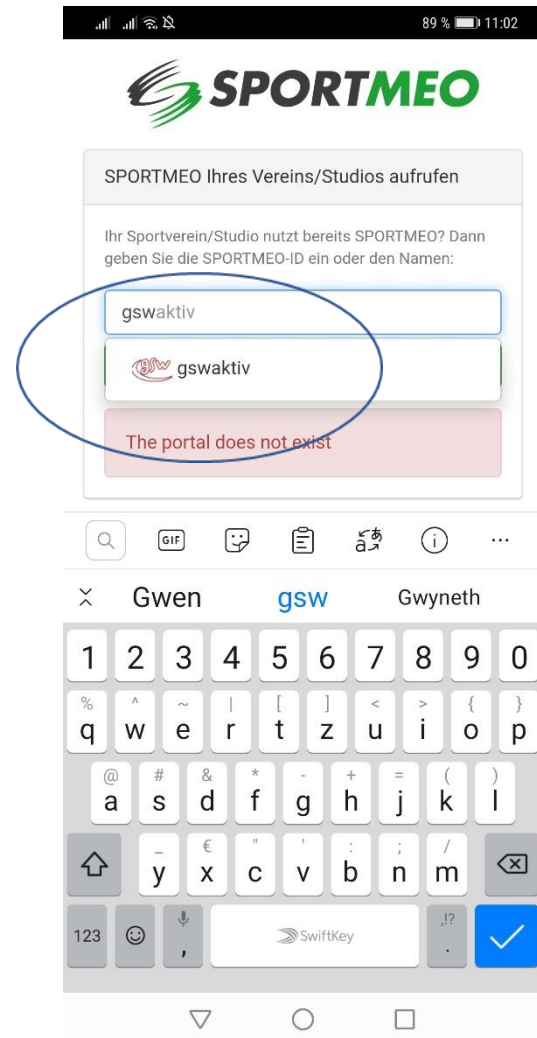 89 % 11:02
SPORTMEO
SPORTMEO Ihres Vereins/Studios aufrufen
Ihr Sportverein/Studio nutzt bereits SPORTMEO? Dann
geben Sie die SPORTMEO-ID ein oder den Namen:
gswaktiv
gsw gswaktiv
The portal does not exist
GIF あ ä
Gwen gsw Gwyneth
1 2 3 4 5 6 7 8 9 0
% ^ ~ | [ ] < > { }
q w e r t z u i o p
@ # & * - + = ( )
a s d f g h j k l
_ € " ' : ; /
y x c v b n m
123 , SwiftKey ,!? .